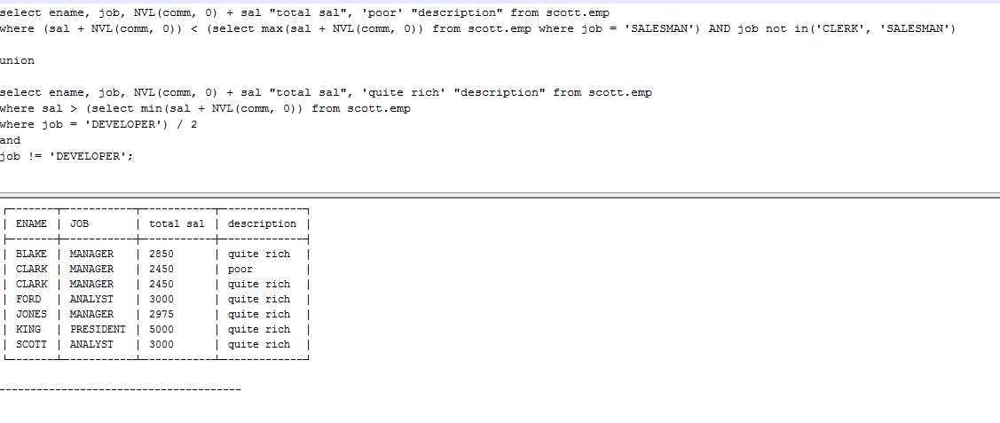 select ename, job, NVL(comm, 0) + sal "total sal", 'poor' "description" from scott.emp
where (sal + NVL(comm, 0)) < (select max(sal + NVL(comm, 0)) from scott.emp where job = 'SALESMAN') AND job not in('CLERK', 'SALESMAN')
union
select ename, job, NVL(comm, 0) + sal "total sal", 'quite rich' "description" from scott.emp
where sal > (select min(sal + NVL(comm, 0)) from scott.emp
where job = 'DEVELOPER') / 2
and
job != 'DEVELOPER';
ENAME | JOB | total sal | description
BLAKE | MANAGER | 2850 | quite rich
CLARK | MANAGER | 2450 | poor
CLARK | MANAGER | 2450 | quite rich
FORD | ANALYST | 3000 | quite rich
JONES | MANAGER | 2975 | quite rich
KING | PRESIDENT | 5000 | quite rich
SCOTT | ANALYST | 3000 | quite rich